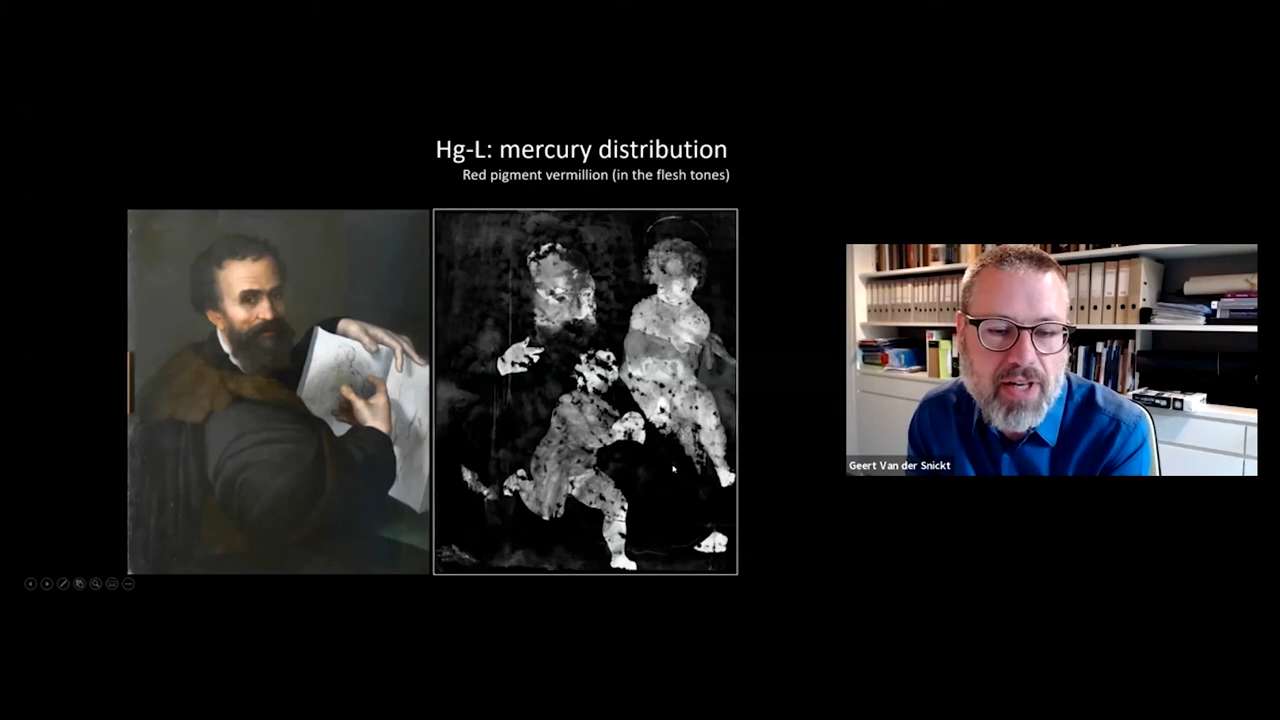 Hg-L: mercury distribution
Red pigment vermillion (in the flesh tones)
Geert Van der Snickt